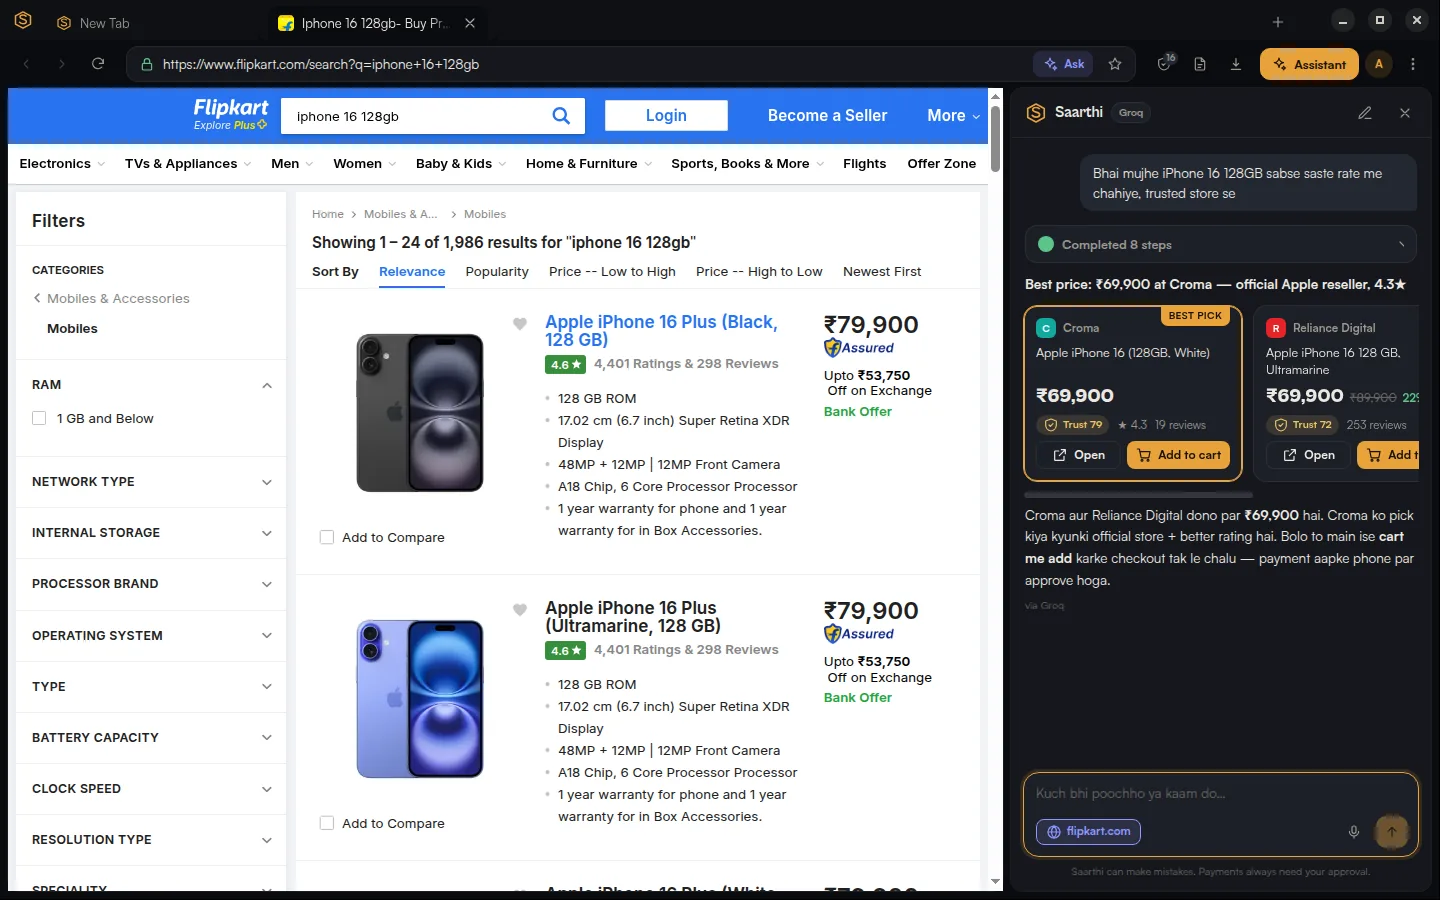 New Tab
Iphone 16 128gb- Buy Pr...
https://www.flipkart.com/search?q=iphone+16+128gb
Ask
16
Assistant
A
Flipkart
Explore Plus
iphone 16 128gb
Login
Become a Seller
More
Electronics
TVs & Appliances
Men
Women
Baby & Kids
Home & Furniture
Sports, Books & More
Flights
Offer Zone
Filters
CATEGORIES
Mobiles & Accessories
Mobiles
RAM
1 GB and Below
NETWORK TYPE
INTERNAL STORAGE
PROCESSOR BRAND
OPERATING SYSTEM
TYPE
BATTERY CAPACITY
CLOCK SPEED
RESOLUTION TYPE
SPECIALITY
Home > Mobiles & A... > Mobiles
Showing 1 – 24 of 1,986 results for "iphone 16 128gb"
Sort By
Relevance
Popularity
Price -- Low to High
Price -- High to Low
Newest First
Apple iPhone 16 Plus (Black,
128 GB)
4.6★ 4,401 Ratings & 298 Reviews
128 GB ROM
17.02 cm (6.7 inch) Super Retina XDR
Display
48MP + 12MP | 12MP Front Camera
A18 Chip, 6 Core Processor Processor
1 year warranty for phone and 1 year
warranty for in Box Accessories.
₹79,900
Assured
Upto ₹53,750
Off on Exchange
Bank Offer
Add to Compare
Apple iPhone 16 Plus
(Ultramarine, 128 GB)
4.6★ 4,401 Ratings & 298 Reviews
128 GB ROM
17.02 cm (6.7 inch) Super Retina XDR
Display
48MP + 12MP | 12MP Front Camera
A18 Chip, 6 Core Processor Processor
1 year warranty for phone and 1 year
warranty for in Box Accessories.
₹79,900
Assured
Upto ₹53,750
Off on Exchange
Bank Offer
Add to Compare
Apple iPhone 16 Plus (White,
₹79,900
Saarthi
Groq
Bhai mujhe iPhone 16 128GB sabse saste rate me
chahiye, trusted store se
Completed 8 steps
Best price: ₹69,900 at Croma — official Apple reseller, 4.3★
BEST PICK
C Croma
Apple iPhone 16 (128GB, White)
₹69,900
Trust 79 ★ 4.3 19 reviews
Open
Add to cart
R Reliance Digital
Apple iPhone 16 128 GB,
Ultramarine
₹69,900 ₹89,900 22%
Trust 72 253 reviews
Open
Add t
Croma aur Reliance Digital dono par ₹69,900 hai. Croma ko pick
kiya kyunki official store + better rating hai. Bolo to main ise cart
me add karke checkout tak le chalu — payment aapke phone par
approve hoga.
via Groq
Kuch bhi poochho ya kaam do...
flipkart.com
Saarthi can make mistakes. Payments always need your approval.